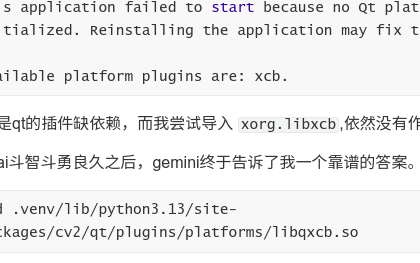 s application failed to start because no Qt plat
tialized. Reinstalling the application may fix t
ailable platform plugins are: xcb.
是qt的插件缺依赖，而我尝试导入 xorg.libxcb,依然没有作
ai斗智斗勇良久之后，gemini终于告诉了我一个靠谱的答案。
d .venv/lib/python3.13/site-
ckages/cv2/qt/plugins/platforms/libqxcb.so